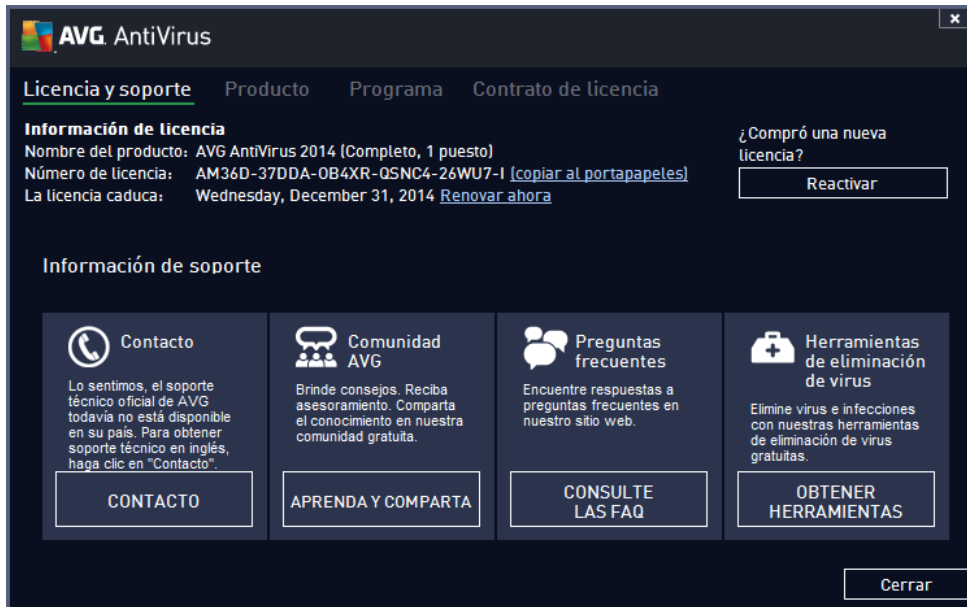 AVG AntiVirus
x
Licencia y soporte Producto Programa Contrato de licencia
Información de licencia
Nombre del producto: AVG AntiVirus 2014 (Completo, 1 puesto)
Número de licencia: AM36D-37DDA-OB4XR-QSNC4-26WU7-I (copiar al portapapeles)
La licencia caduca: Wednesday, December 31, 2014 Renovar ahora
¿Compró una nueva
licencia?
Reactivar
Información de soporte
Contacto
Lo sentimos, el soporte
técnico oficial de AVG
todavía no está disponible
en su país. Para obtener
soporte técnico en inglés,
haga clic en "Contacto".
CONTACTO
Comunidad
AVG
Brinde consejos. Reciba
asesoramiento. Comparta
el conocimiento en nuestra
comunidad gratuita.
APRENDA Y COMPARTA
Preguntas
frecuentes
Encuentre respuestas a
preguntas frecuentes en
nuestro sitio web.
CONSULTE
LAS FAQ
Herramientas
de eliminación
de virus
Elimine virus e infecciones
con nuestras herramientas
de eliminación de virus
gratuitas.
OBTENER
HERRAMIENTAS
Cerrar